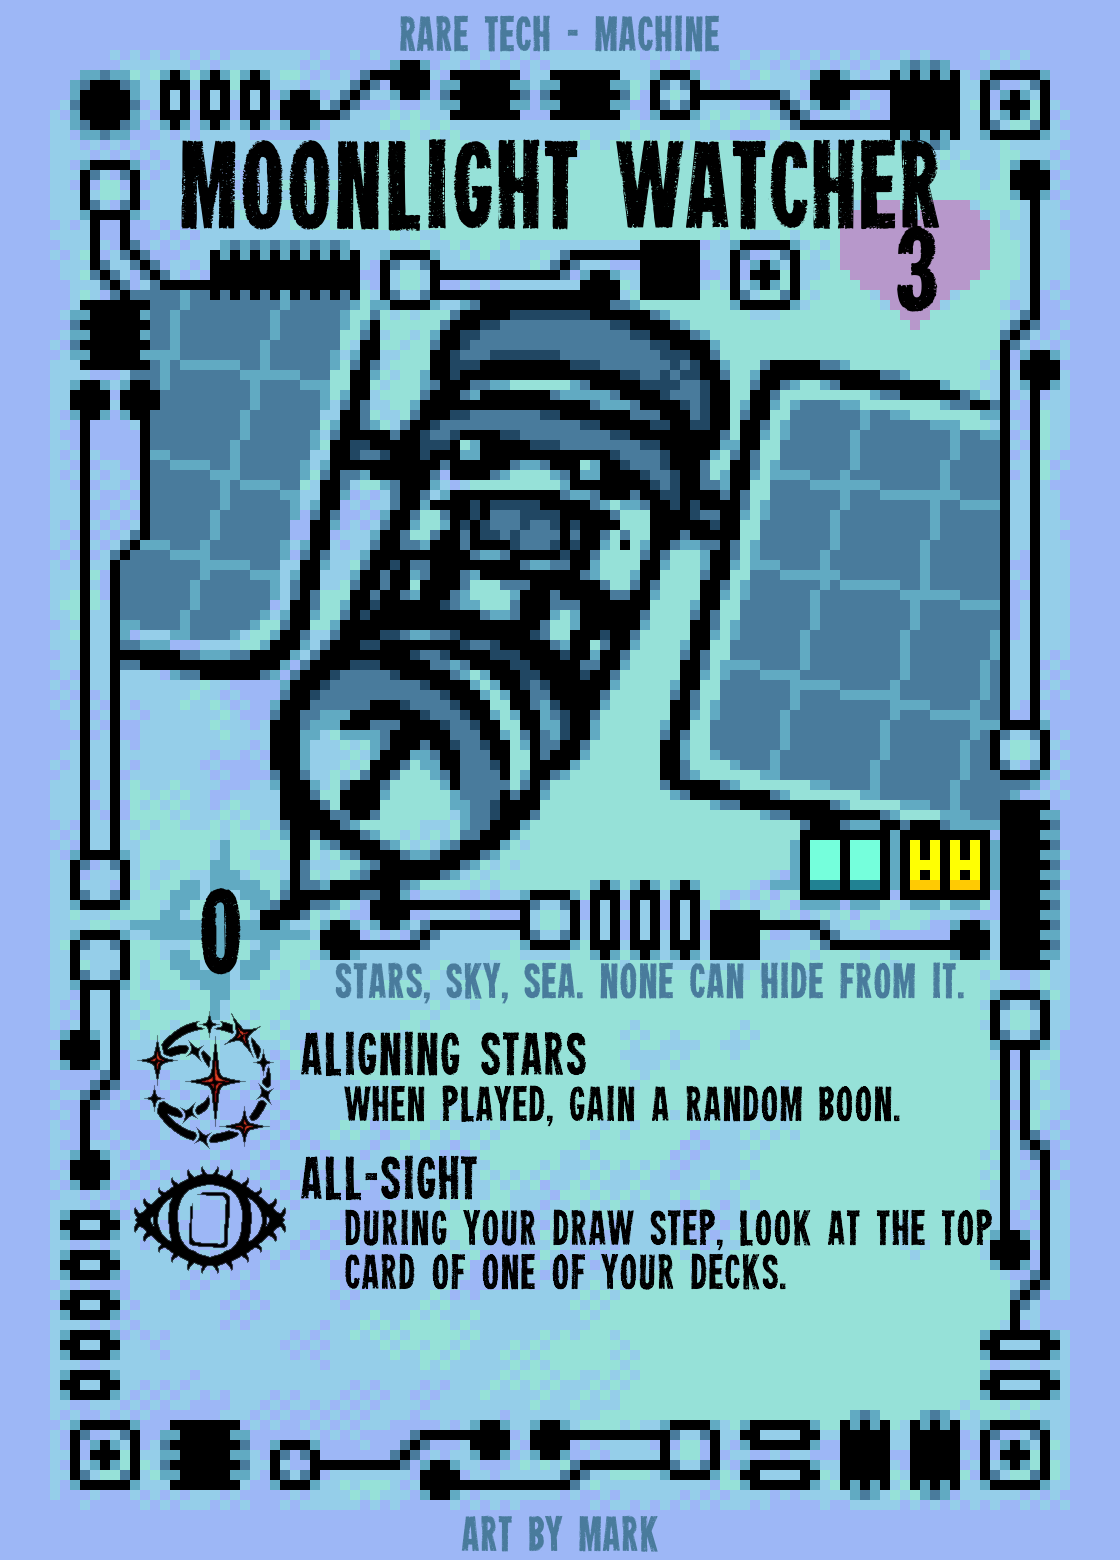 RARE TECH - MACHINE
MOONLIGHT WATCHER
3
0
STARS, SKY, SEA. NONE CAN HIDE FROM IT.
ALIGNING STARS
WHEN PLAYED, GAIN A RANDOM BOON.
ALL-SIGHT
DURING YOUR DRAW STEP, LOOK AT THE TOP
CARD OF ONE OF YOUR DECKS.
ART BY MARK